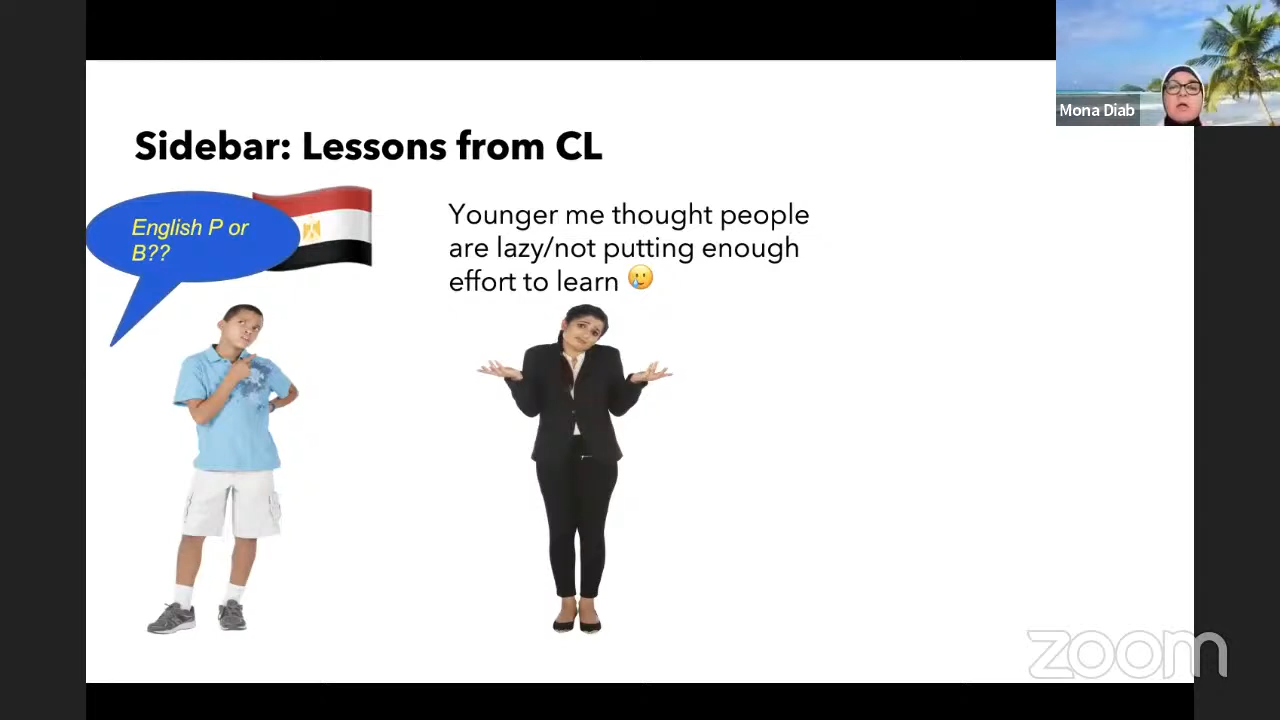 Mona Diab
Sidebar: Lessons from CL
English P or
B??
Younger me thought people
are lazy/not putting enough
effort to learn 🥲
zoom